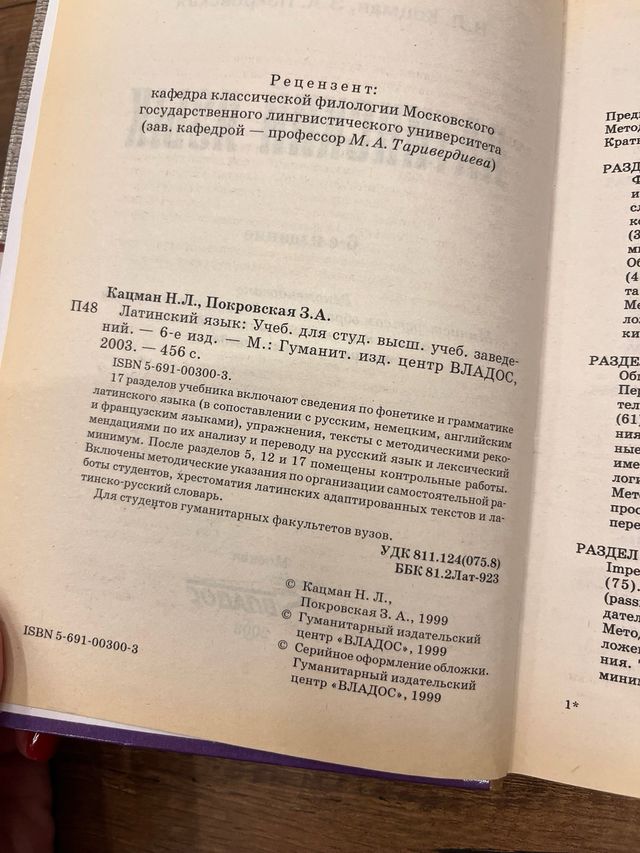 Рецензент:
кафедра классической филологии Московского
государственного лингвистического университета
(зав. кафедрой — профессор М. А. Таривердиева)
Кацман Н.Л., Покровская З.А.
П48 Латинский язык: Учеб. для студ. высш. учеб. заведе-
ний. — 6-е изд. — М.: Гуманит. изд. центр ВЛАДОС,
2003. — 456 с.
ISBN 5-691-00300-3.
17 разделов учебника включают сведения по фонетике и грамматике
латинского языка (в сопоставлении с русским, немецким, английским
и французским языками), упражнения, тексты с методическими реко-
мендациями по их анализу и переводу на русский язык и лексический
минимум. После разделов 5, 12 и 17 помещены контрольные работы.
Включены методические указания по организации самостоятельной ра-
боты студентов, хрестоматия латинских адаптированных текстов и ла-
тинско-русский словарь.
Для студентов гуманитарных факультетов вузов.
УДК 811.124(075.8)
ББК 81.2Лат-923
© Кацман Н. Л.,
Покровская З. А., 1999
© Гуманитарный издательский
центр «ВЛАДОС», 1999
© Серийное оформление обложки.
Гуманитарный издательский
центр «ВЛАДОС», 1999
ISBN 5-691-00300-3
РАЗДЕЛ
Impe
(75).
(pass
1*